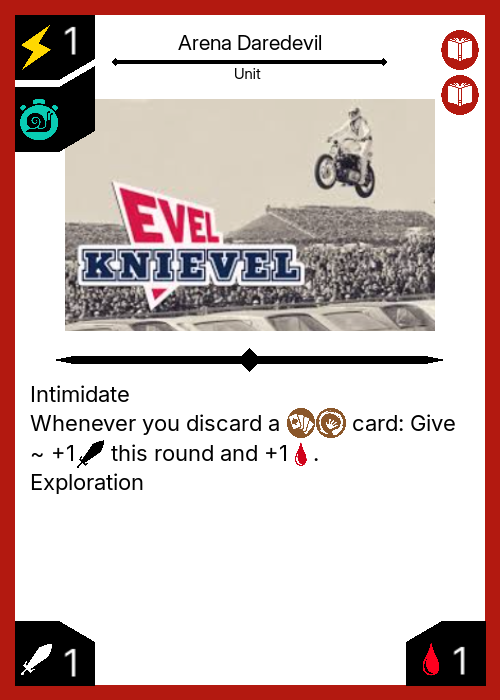 1
Arena Daredevil
Unit
EVEL
KNIEVEL
Intimidate
Whenever you discard a card: Give
~ +1 this round and +1 .
Exploration
1
1